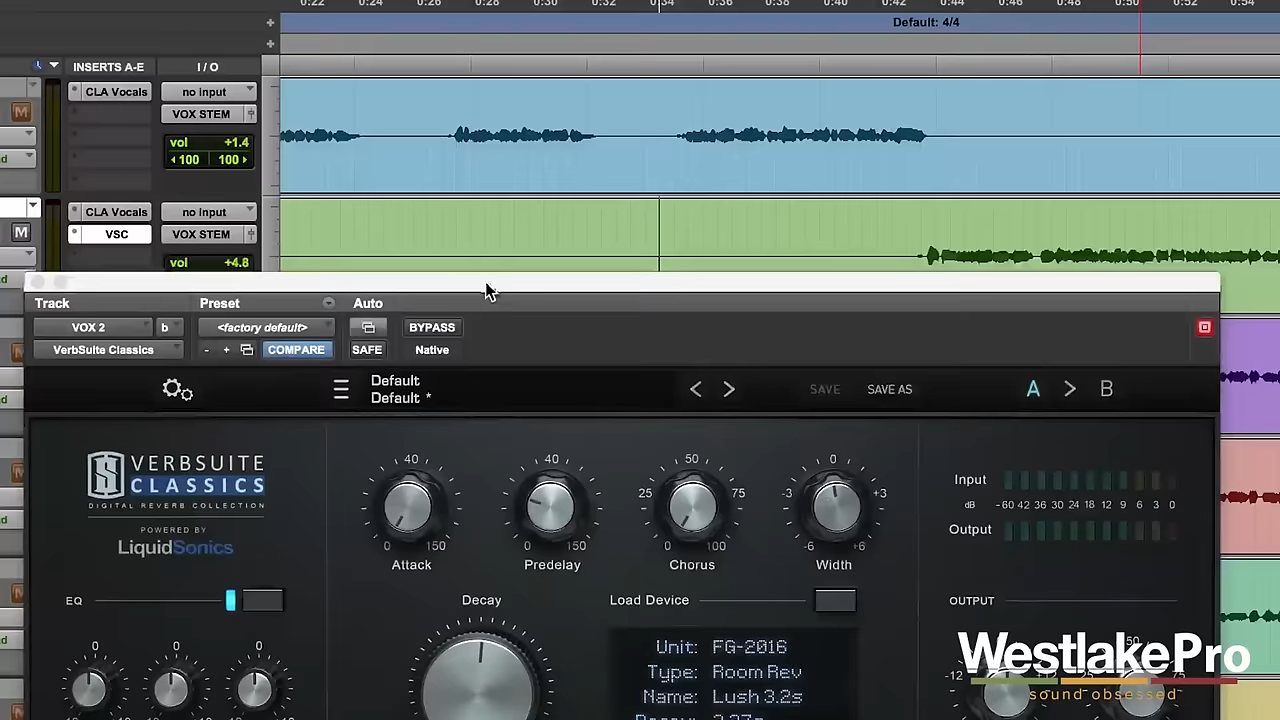 0:22 0:24 0:26 0:28 0:30 0:32 0:34 0:36 0:38 0:40 0:42 0:44 0:46 0:48 0:50 0:52 0:54
Default: 4/4
INSERTS A-E I / O
CLA Vocals no input
M
VOX STEM
vol +1.4
100 100
CLA Vocals no input
M VSC VOX STEM
vol +4.8
Track Preset Auto
VOX 2 b <factory default> BYPASS
VerbSuite Classics - + COMPARE SAFE Native
Default
Default *
SAVE SAVE AS A > B
VERBSUITE
CLASSICS
DIGITAL REVERB COLLECTION
POWERED BY
LiquidSonics
40 40 50 0
25 75 -3 +3
0 150 0 150 0 100 -6 +6
Attack Predelay Chorus Width
Input
dB -60 42 36 30 24 18 12 9 6 3 0
Output
EQ Decay Load Device OUTPUT
0 0 0
Unit: FG-2016
Type: Room Rev
Name: Lush 3.2s
-12
WestlakePro
sound obsessed